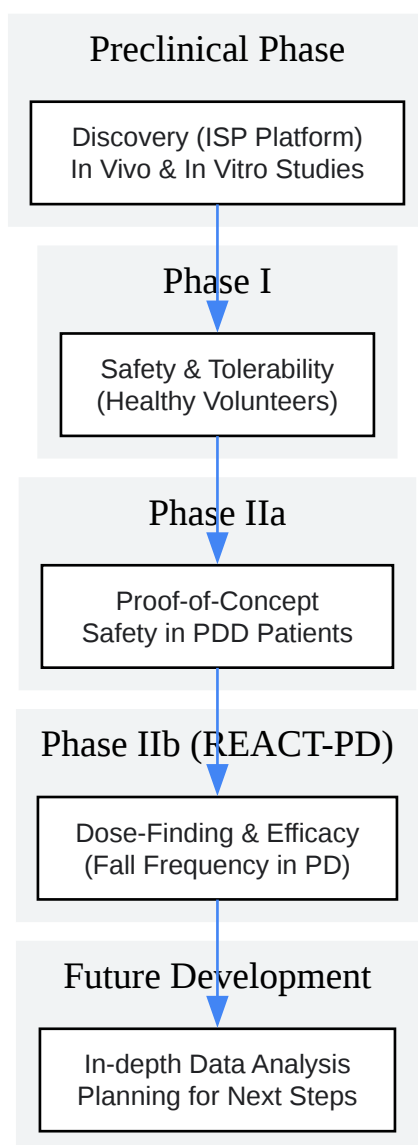 Preclinical Phase
Discovery (ISP Platform)
In Vivo & In Vitro Studies
Phase I
Safety & Tolerability
(Healthy Volunteers)
Phase IIa
Proof-of-Concept
Safety in PDD Patients
Phase IIb (REACT-PD)
Dose-Finding & Efficacy
(Fall Frequency in PD)
Future Development
In-depth Data Analysis
Planning for Next Steps